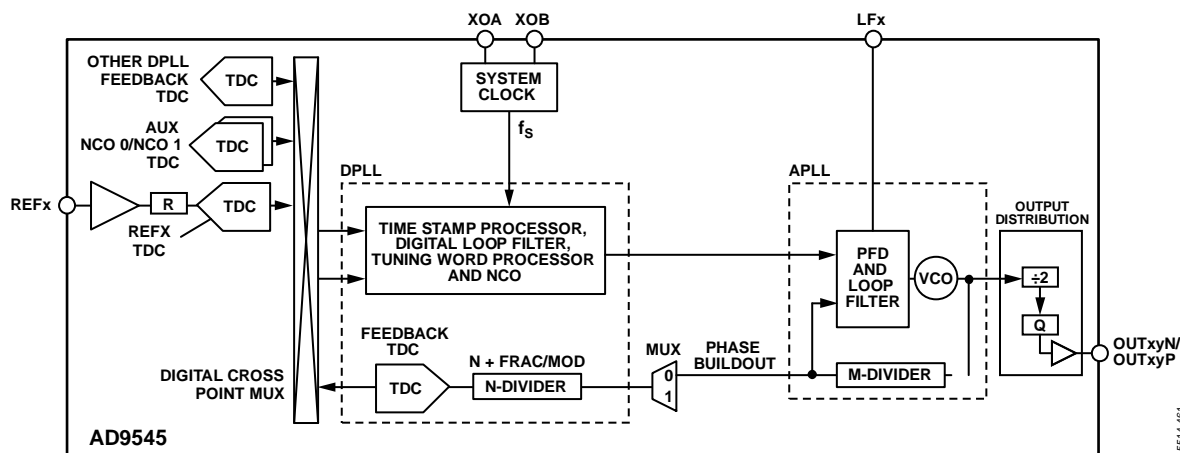 XOA
XOB
LFx
OTHER DPLL
FEEDBACK
TDC
TDC
SYSTEM
CLOCK
AUX
NCO 0/NCO 1
TDC
TDC
fS
DPLL
APLL
REFx
R
TDC
REFX
TDC
OUTPUT
DISTRIBUTION
TIME STAMP PROCESSOR,
DIGITAL LOOP FILTER,
TUNING WORD PROCESSOR
AND NCO
PFD
AND
LOOP
FILTER
VCO
÷2
Q
OUTxyN/
OUTxyP
FEEDBACK
TDC
N + FRAC/MOD
MUX
PHASE
BUILDOUT
DIGITAL CROSS
POINT MUX
TDC
N-DIVIDER
0
1
M-DIVIDER
AD9545